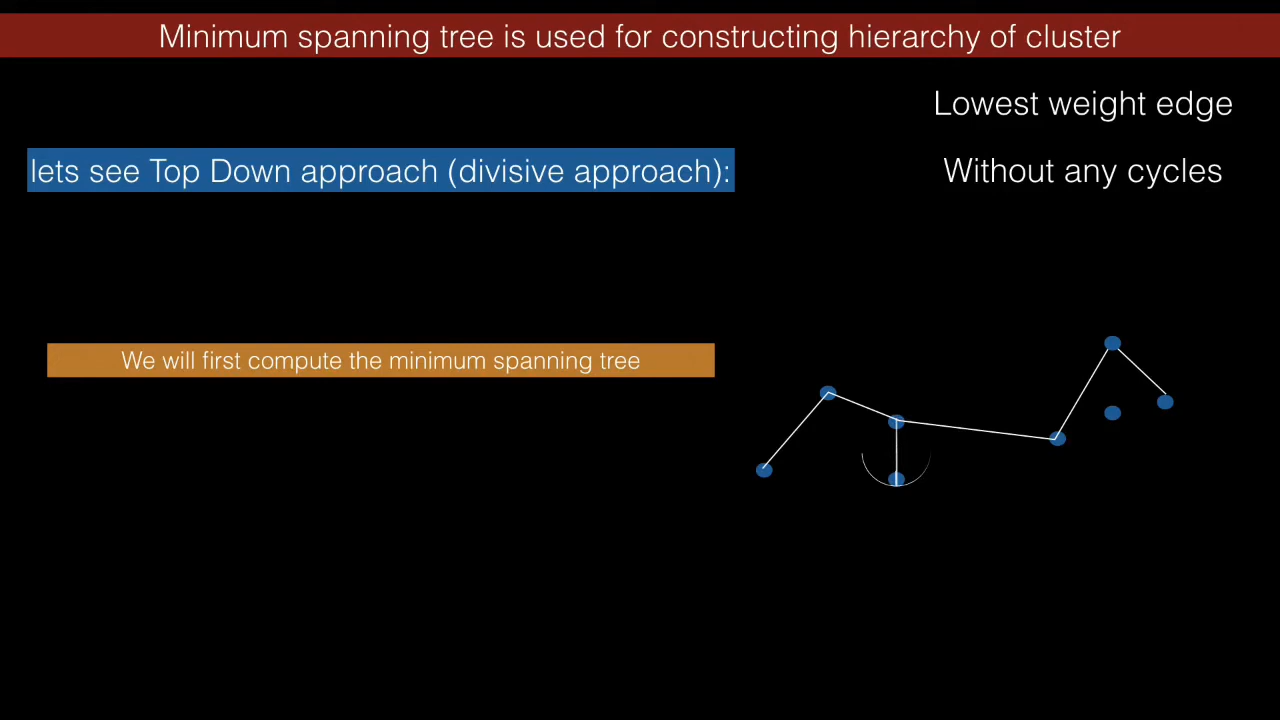 Minimum spanning tree is used for constructing hierarchy of cluster
Lowest weight edge
lets see Top Down approach (divisive approach):
Without any cycles
We will first compute the minimum spanning tree